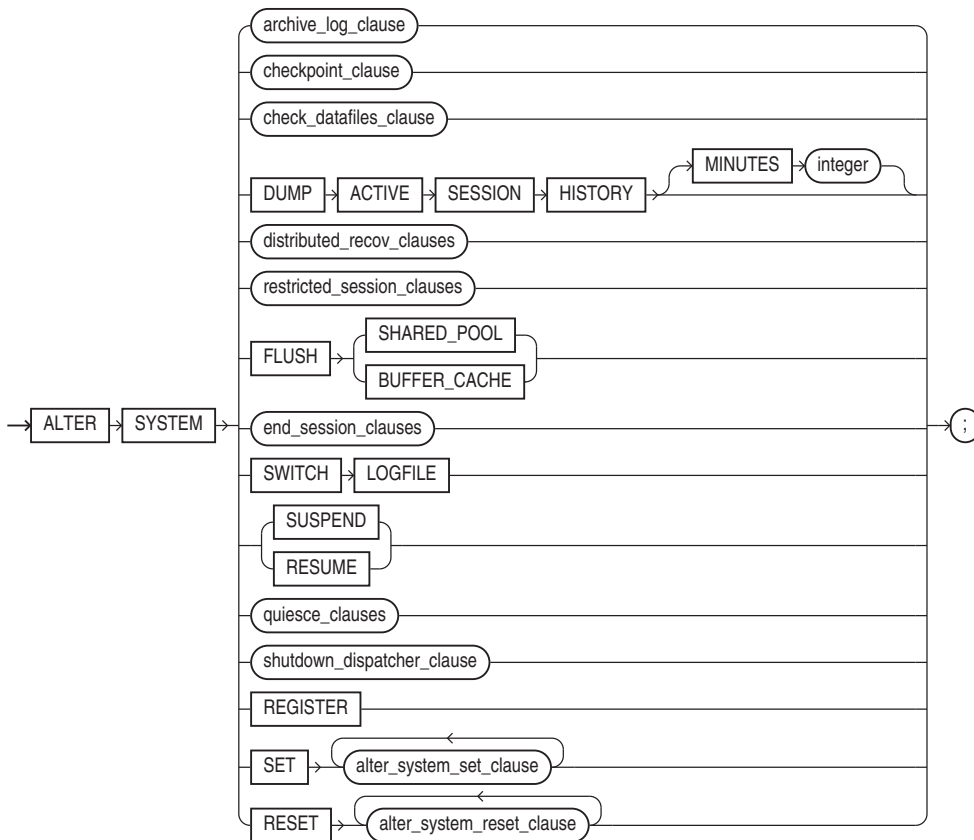 archive_log_clause
checkpoint_clause
check_datafiles_clause
MINUTES integer
DUMP ACTIVE SESSION HISTORY
distributed_recov_clauses
restricted_session_clauses
SHARED_POOL
FLUSH
BUFFER_CACHE
ALTER SYSTEM end_session_clauses ;
SWITCH LOGFILE
SUSPEND
RESUME
quiesce_clauses
shutdown_dispatcher_clause
REGISTER
SET alter_system_set_clause
RESET alter_system_reset_clause